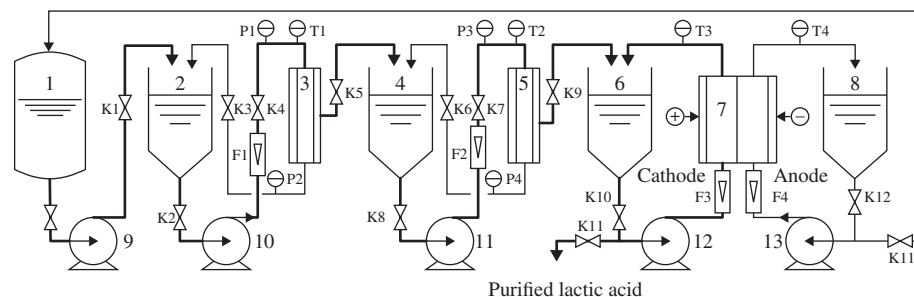 P1 T1 P3 T2 T3 T4
1 2 3 4 5 6 7 8
K1 K3 K4 K5 K6 K7 K9
+ −
F1 F2
P2 P4
Cathode Anode
F3 F4
K2 K8 K10 K12
K11 K11
9 10 11 12 13
Purified lactic acid